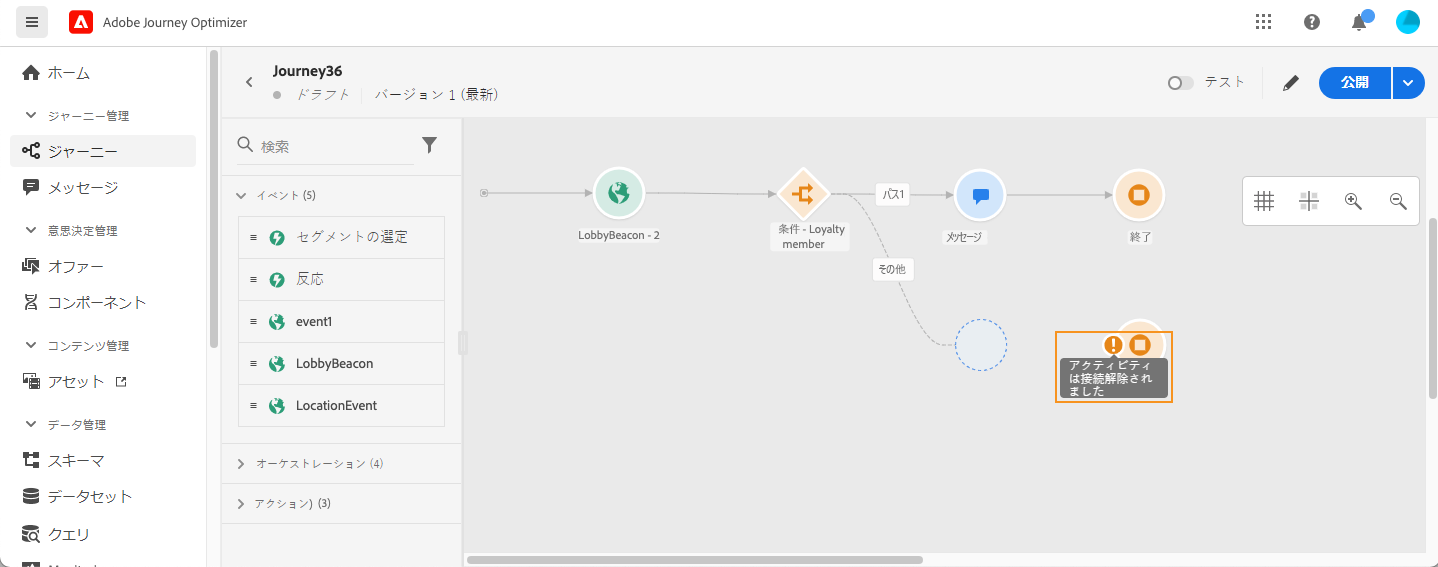 Adobe Journey Optimizer
ホーム
ジャーニー管理
ジャーニー
メッセージ
意思決定管理
オファー
コンポーネント
コンテンツ管理
アセット
データ管理
スキーマ
データセット
クエリ
Journey36
ドラフト
バージョン 1 (最新)
テスト
公開
検索
イベント (5)
セグメントの選定
反応
event1
LobbyBeacon
LocationEvent
オーケストレーション (4)
アクション) (3)
LobbyBeacon - 2
条件 - Loyalty
member
パス1
その他
メッセージ
終了
アクティビティ
は接続解除され
ました